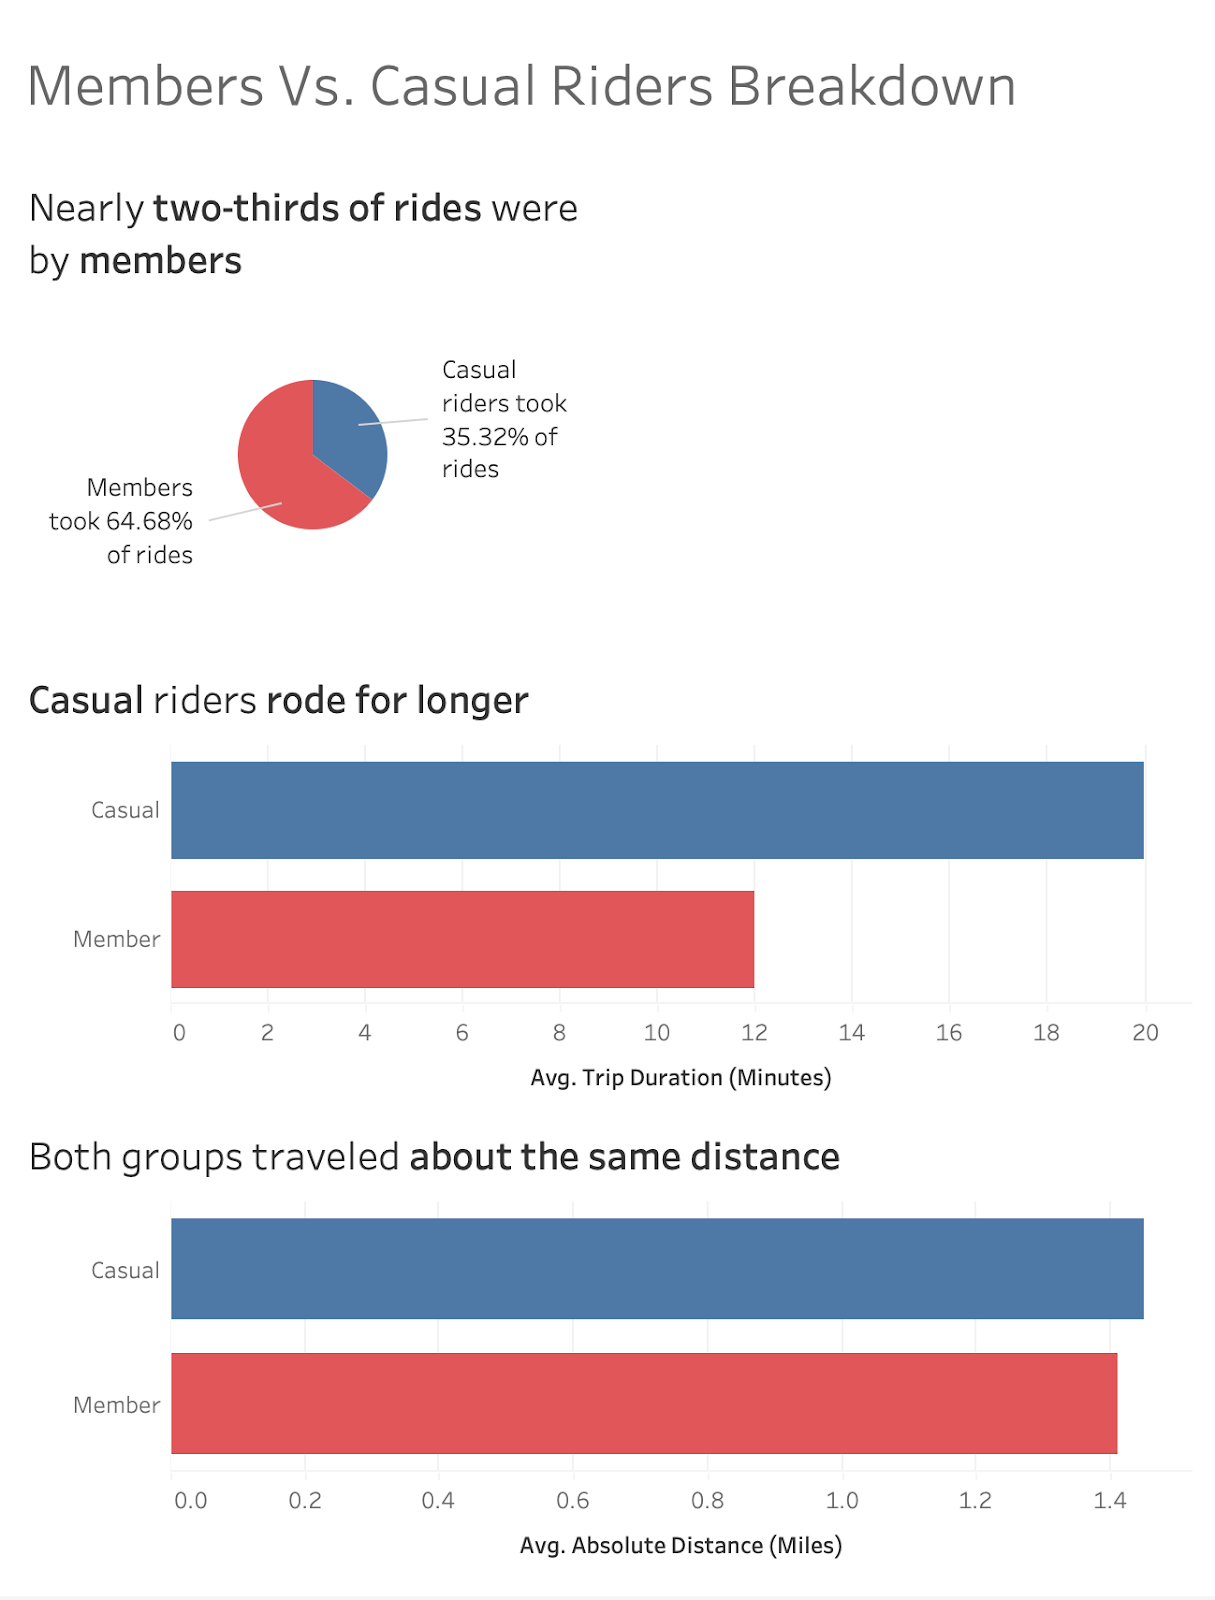 Members Vs. Casual Riders Breakdown
Nearly two-thirds of rides were
by members
Casual
riders took
35.32% of
rides
Members
took 64.68%
of rides
Casual riders rode for longer
Casual
Member
0 2 4 6 8 10 12 14 16 18 20
Avg. Trip Duration (Minutes)
Both groups traveled about the same distance
Casual
Member
0.0 0.2 0.4 0.6 0.8 1.0 1.2 1.4
Avg. Absolute Distance (Miles)